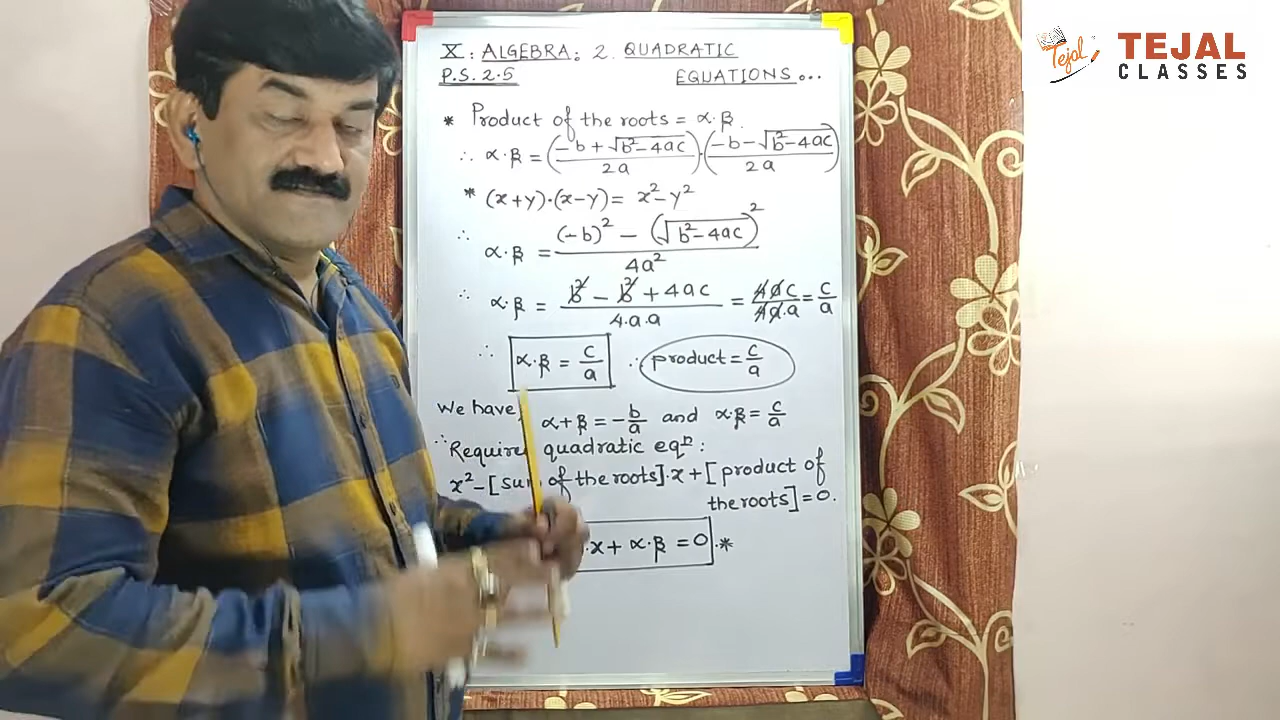 X : ALGEBRA : 2. QUADRATIC
P.S. 2.5 EQUATIONS...
* Product of the roots = α.β.
∴ α.β = (-b + √b²-4ac / 2a).(-b - √b²-4ac / 2a)
* (x+y).(x-y) = x²-y²
∴ α.β = (-b)² - (√b²-4ac)² / 4a²
∴ α.β = b² - b² + 4ac / 4.a.a = 4ac / 4a.a = c/a
∴ α.β = c/a ∴ product = c/a
We have, α+β = -b/a and α.β = c/a
∴ Require quadratic eqn :
x² - [ of the roots].x + [product of
the roots] = 0.
.x + α.β = 0.*
Tejal
TEJAL
CLASSES